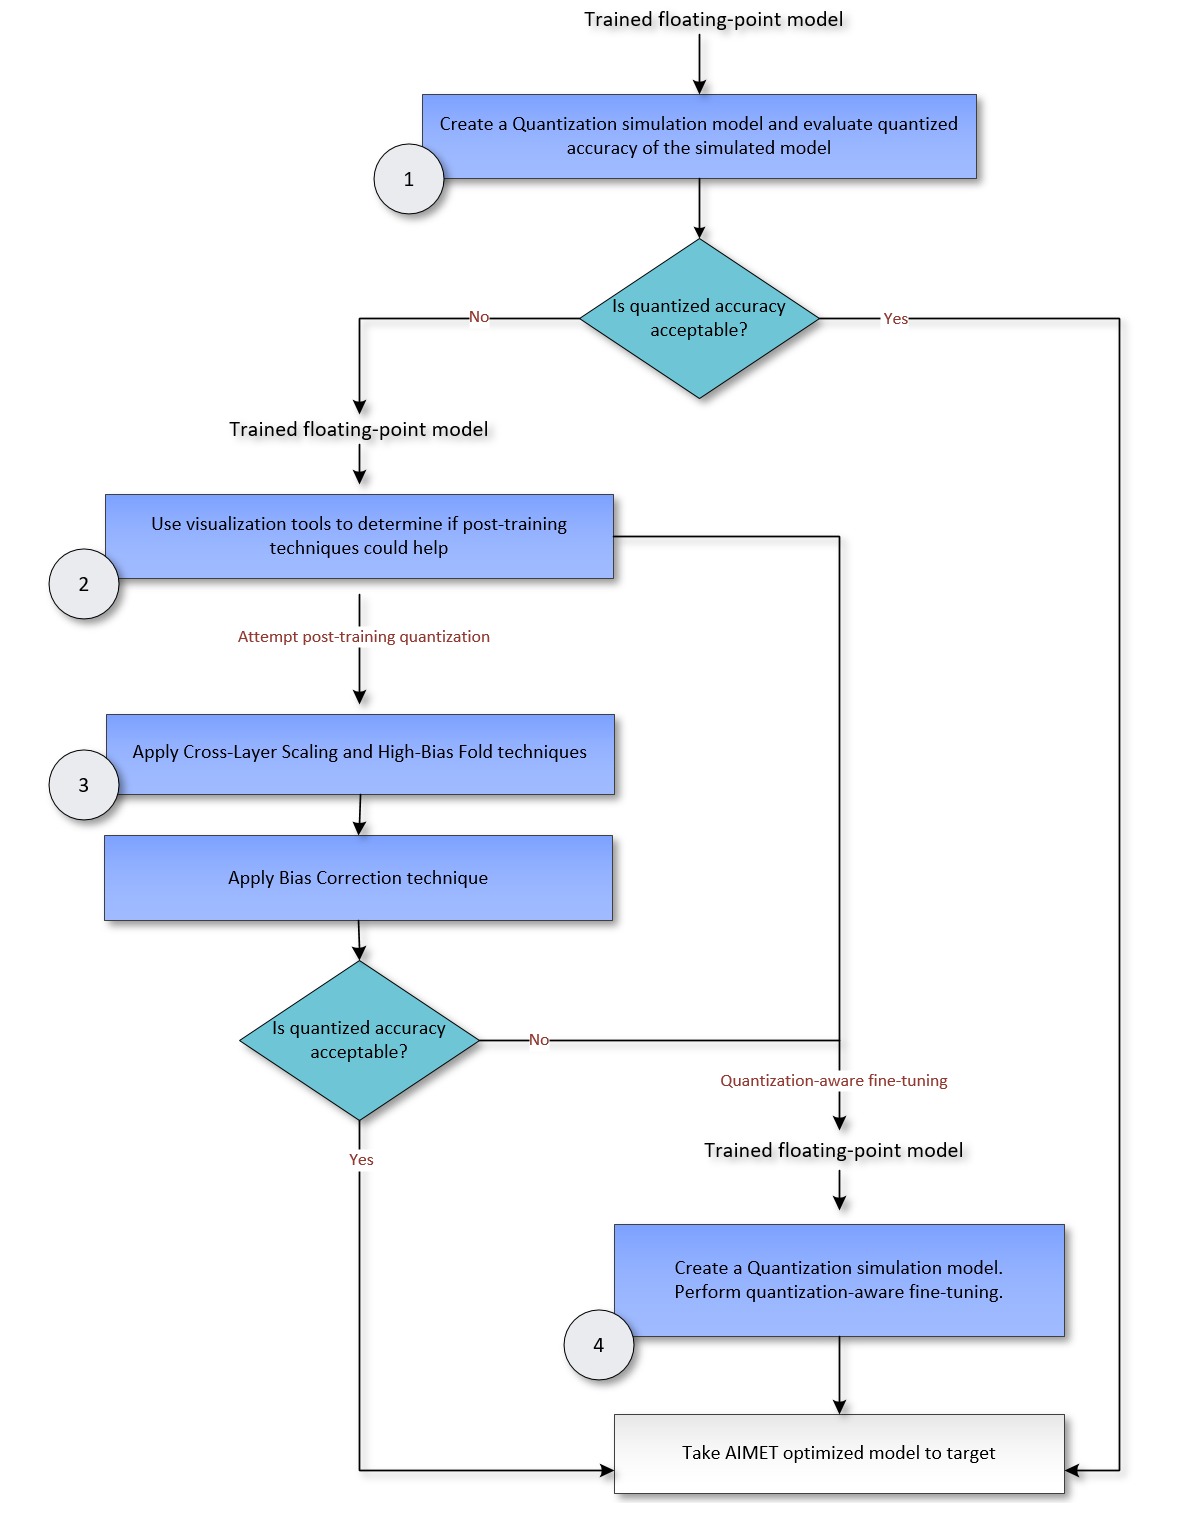 Trained floating-point model
Create a Quantization simulation model and evaluate quantized
accuracy of the simulated model
1
Is quantized accuracy
acceptable?
No
Yes
Trained floating-point model
Use visualization tools to determine if post-training
techniques could help
2
Attempt post-training quantization
Apply Cross-Layer Scaling and High-Bias Fold techniques
3
Apply Bias Correction technique
Is quantized accuracy
acceptable?
No
Quantization-aware fine-tuning
Yes
Trained floating-point model
Create a Quantization simulation model.
Perform quantization-aware fine-tuning.
4
Take AIMET optimized model to target